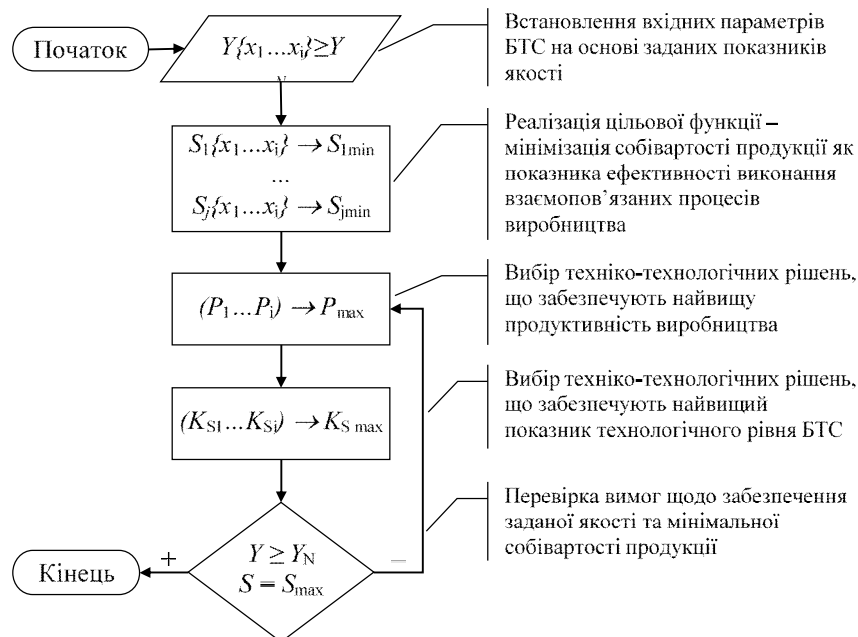 Початок
Y{x1...xi}≥Y
N
Встановлення вхідних параметрів
БТС на основі заданих показників
якості
S1{x1...xi} → S1min
...
Sj{x1...xi} → Sjmin
Реалізація цільової функції –
мінімізація собівартості продукції як
показника ефективності виконання
взаємопов’язаних процесів
виробництва
(P1...Pi) → Pmax
Вибір техніко-технологічних рішень,
що забезпечують найвищу
продуктивність виробництва
(KS1...KSi) → KS max
Вибір техніко-технологічних рішень,
що забезпечують найвищий
показник технологічного рівня БТС
Y ≥ YN
S = Smax
+
–
Кінець
Перевірка вимог щодо забезпечення
заданої якості та мінімальної
собівартості продукції